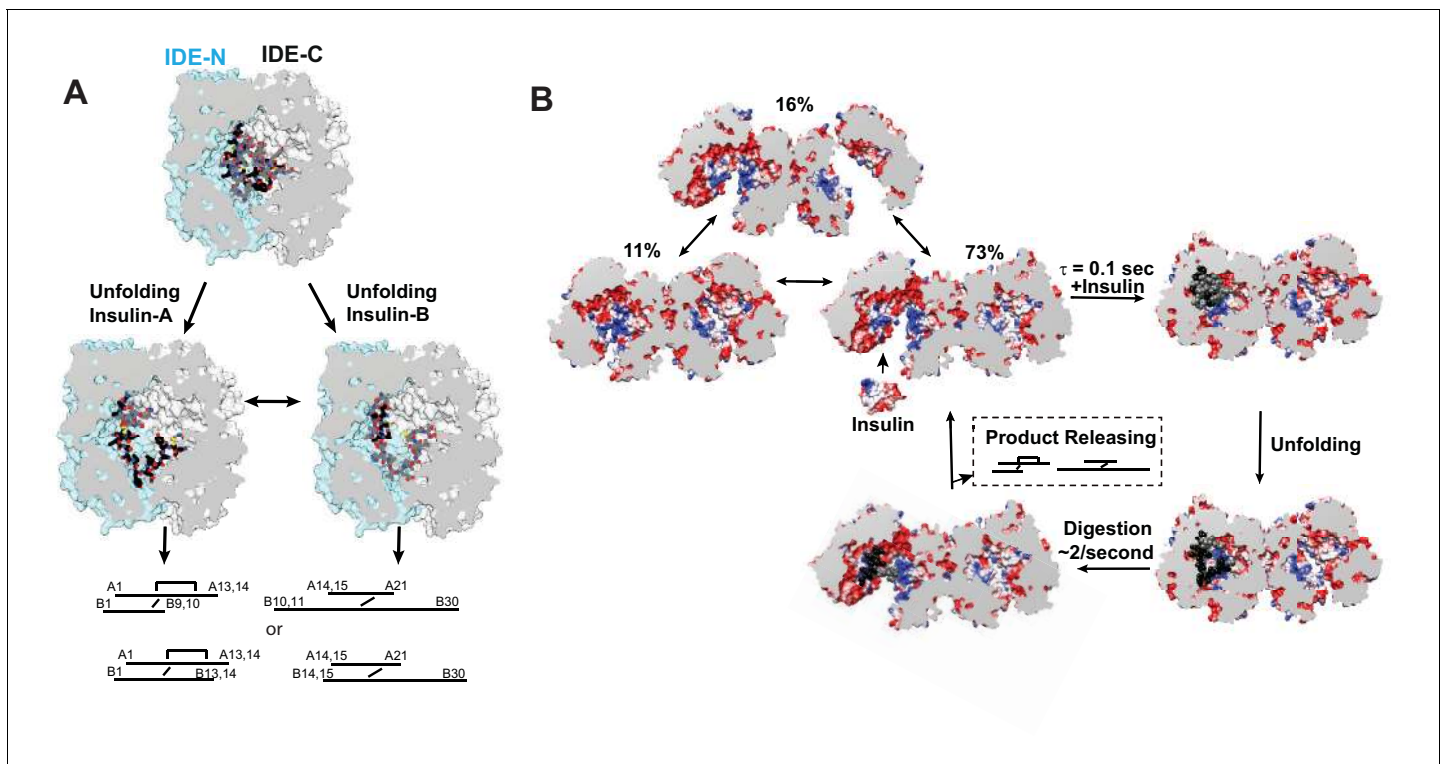 A
IDE-N
IDE-C
Unfolding
Insulin-A
Unfolding
Insulin-B
A1
A13,14
B1
B9,10
A14,15
A21
B10,11
B30
or
A1
A13,14
B1
B13,14
A14,15
A21
B14,15
B30
B
16%
11%
73%
τ = 0.1 sec
+Insulin
Insulin
Product Releasing
Unfolding
Digestion
~2/second